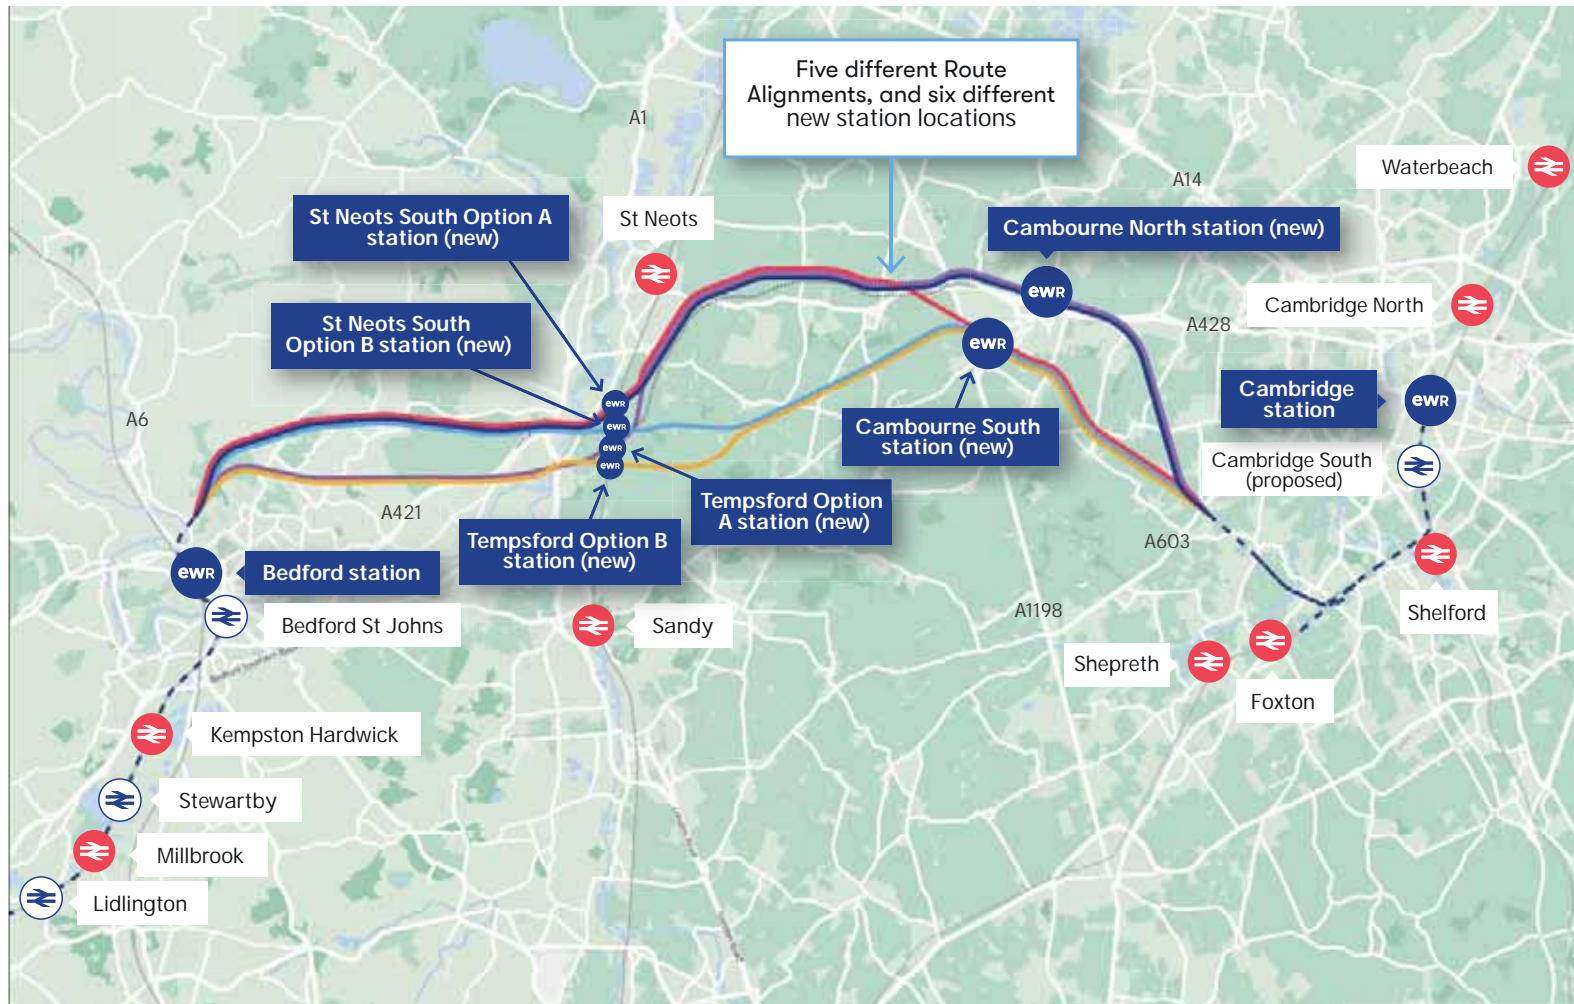 Five different Route
Alignments, and six different
new station locations
A1
A14
Waterbeach
St Neots South Option A
station (new)
St Neots
Cambourne North station (new)
ewR
Cambridge North
St Neots South
Option B station (new)
A428
ewR
Cambridge
station
ewR
A6
ewR
ewR
ewR
ewR
Cambourne South
station (new)
Cambridge South
(proposed)
Tempsford Option
A station (new)
A421
Tempsford Option B
station (new)
A603
Bedford station
ewR
Bedford St Johns
Sandy
A1198
Shelford
Shepreth
Foxton
Kempston Hardwick
Stewartby
Millbrook
Lidlington